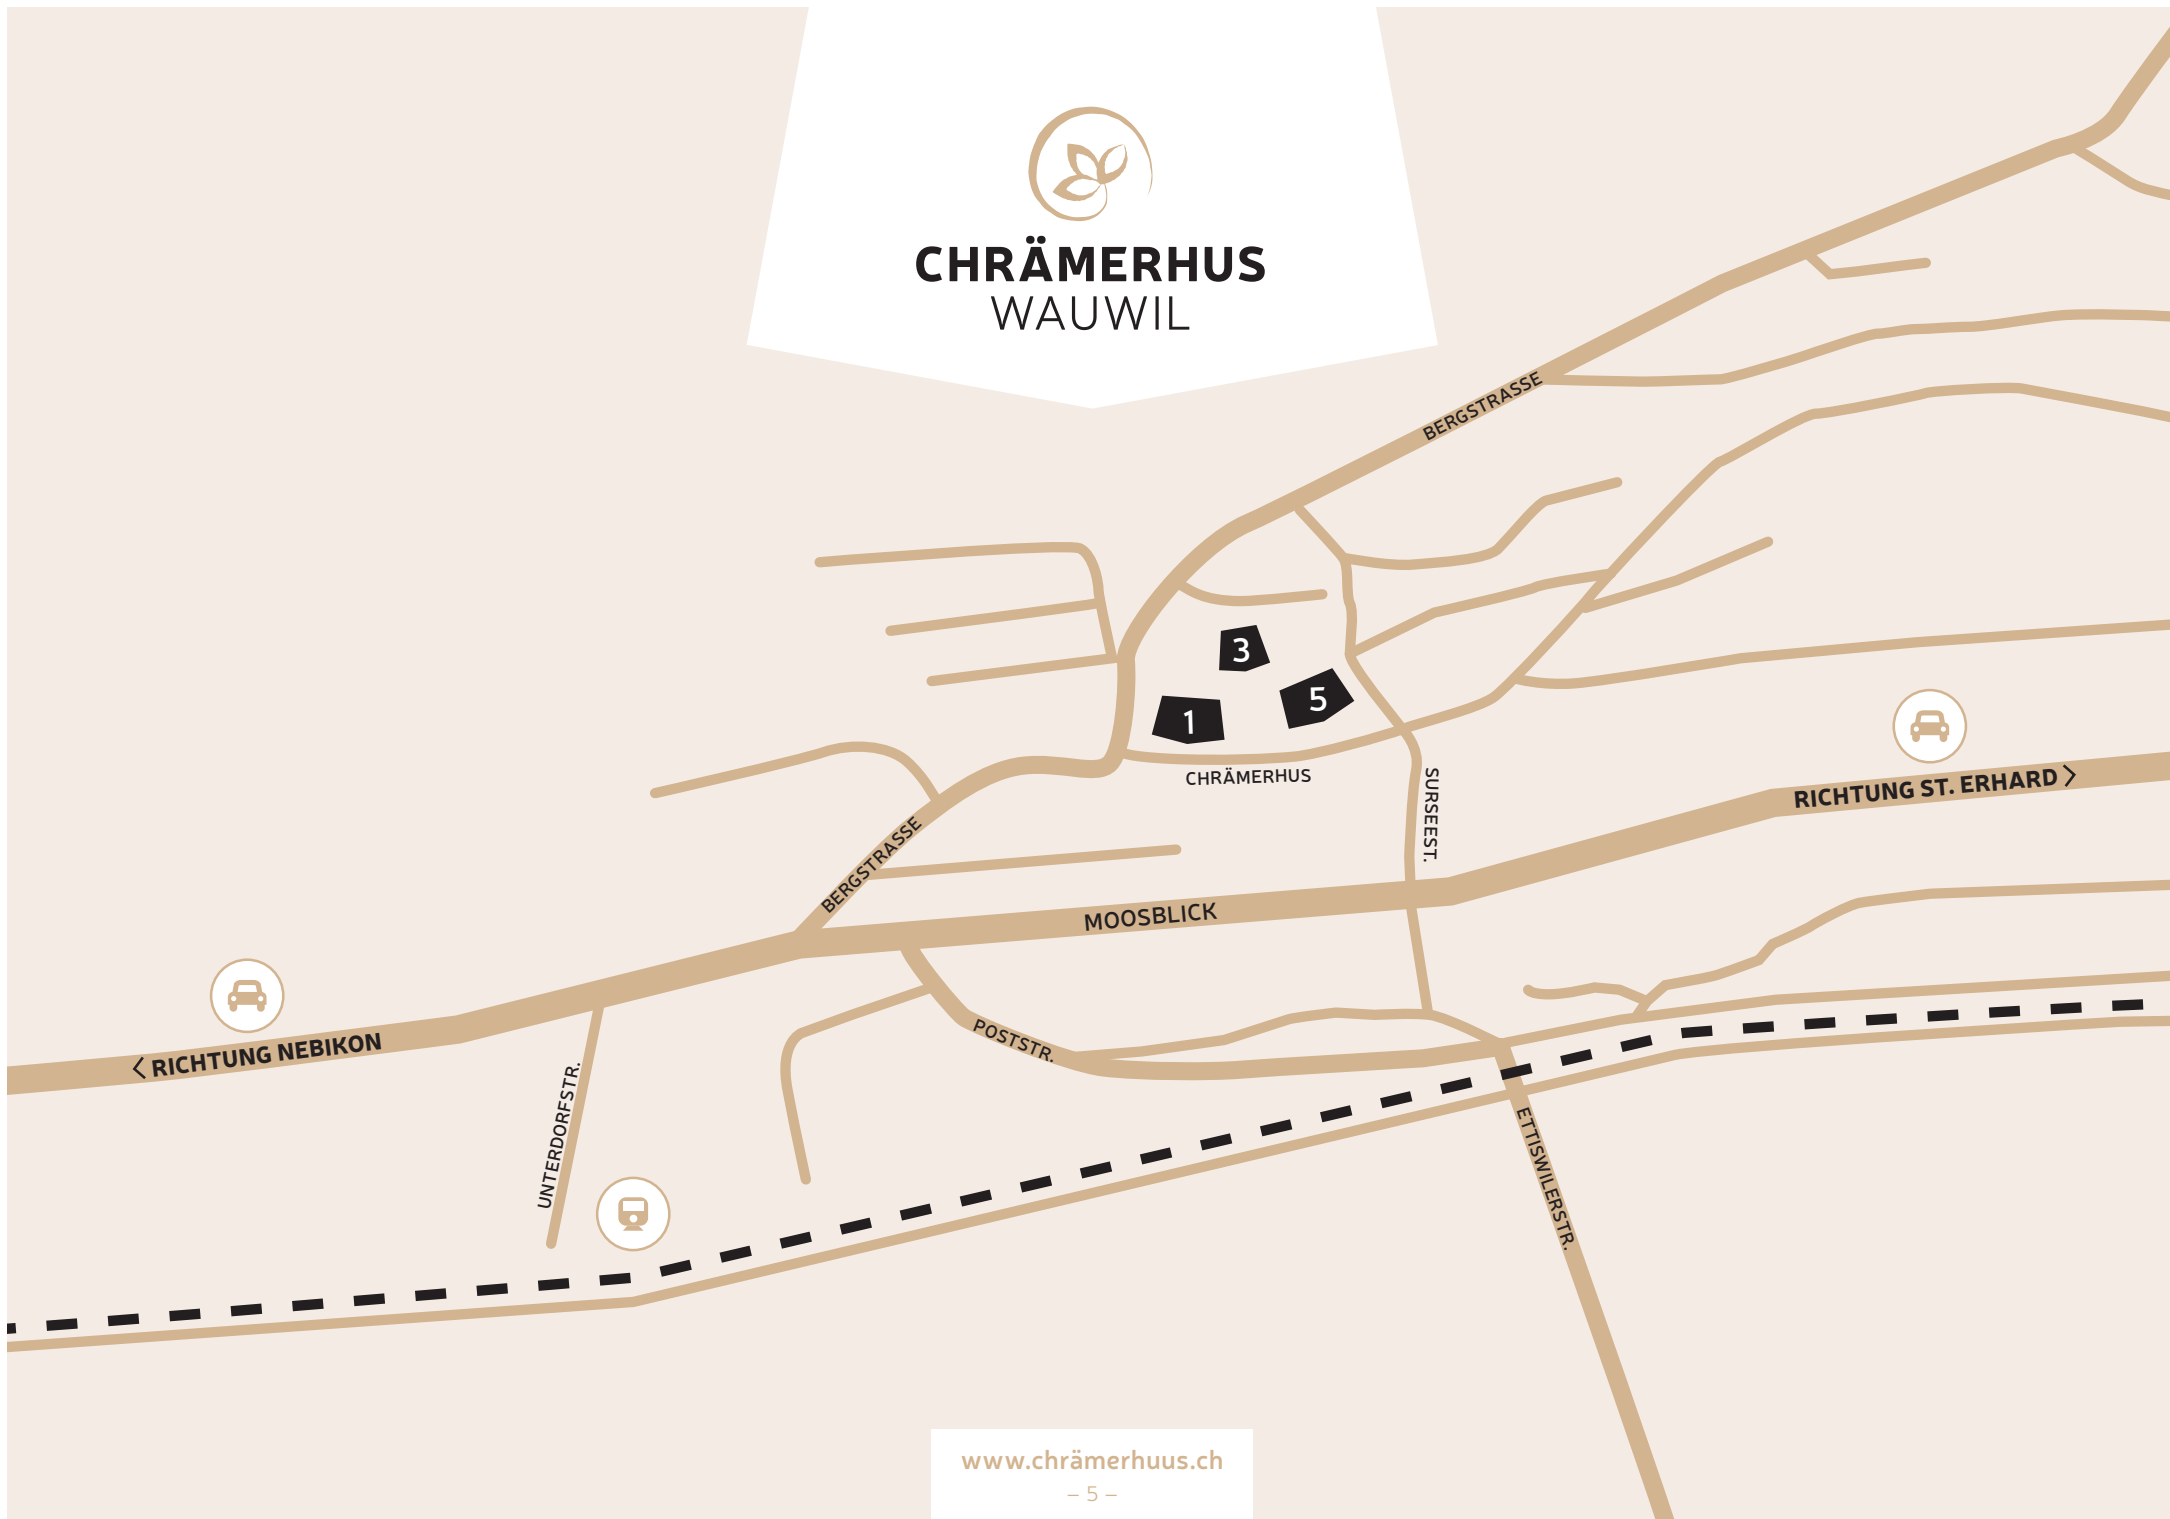 CHRÄMERHUS
WAUWIL
BERGSTRASSE
3
5
1
CHRÄMERHUS
SURSEEST.
RICHTUNG ST. ERHARD >
BERGSTRASSE
MOOSBLICK
< RICHTUNG NEBIKON
POSTSTR.
UNTERDORFSTR.
ETTISWILERSTR.
www.chrämerhuus.ch
– 5 –